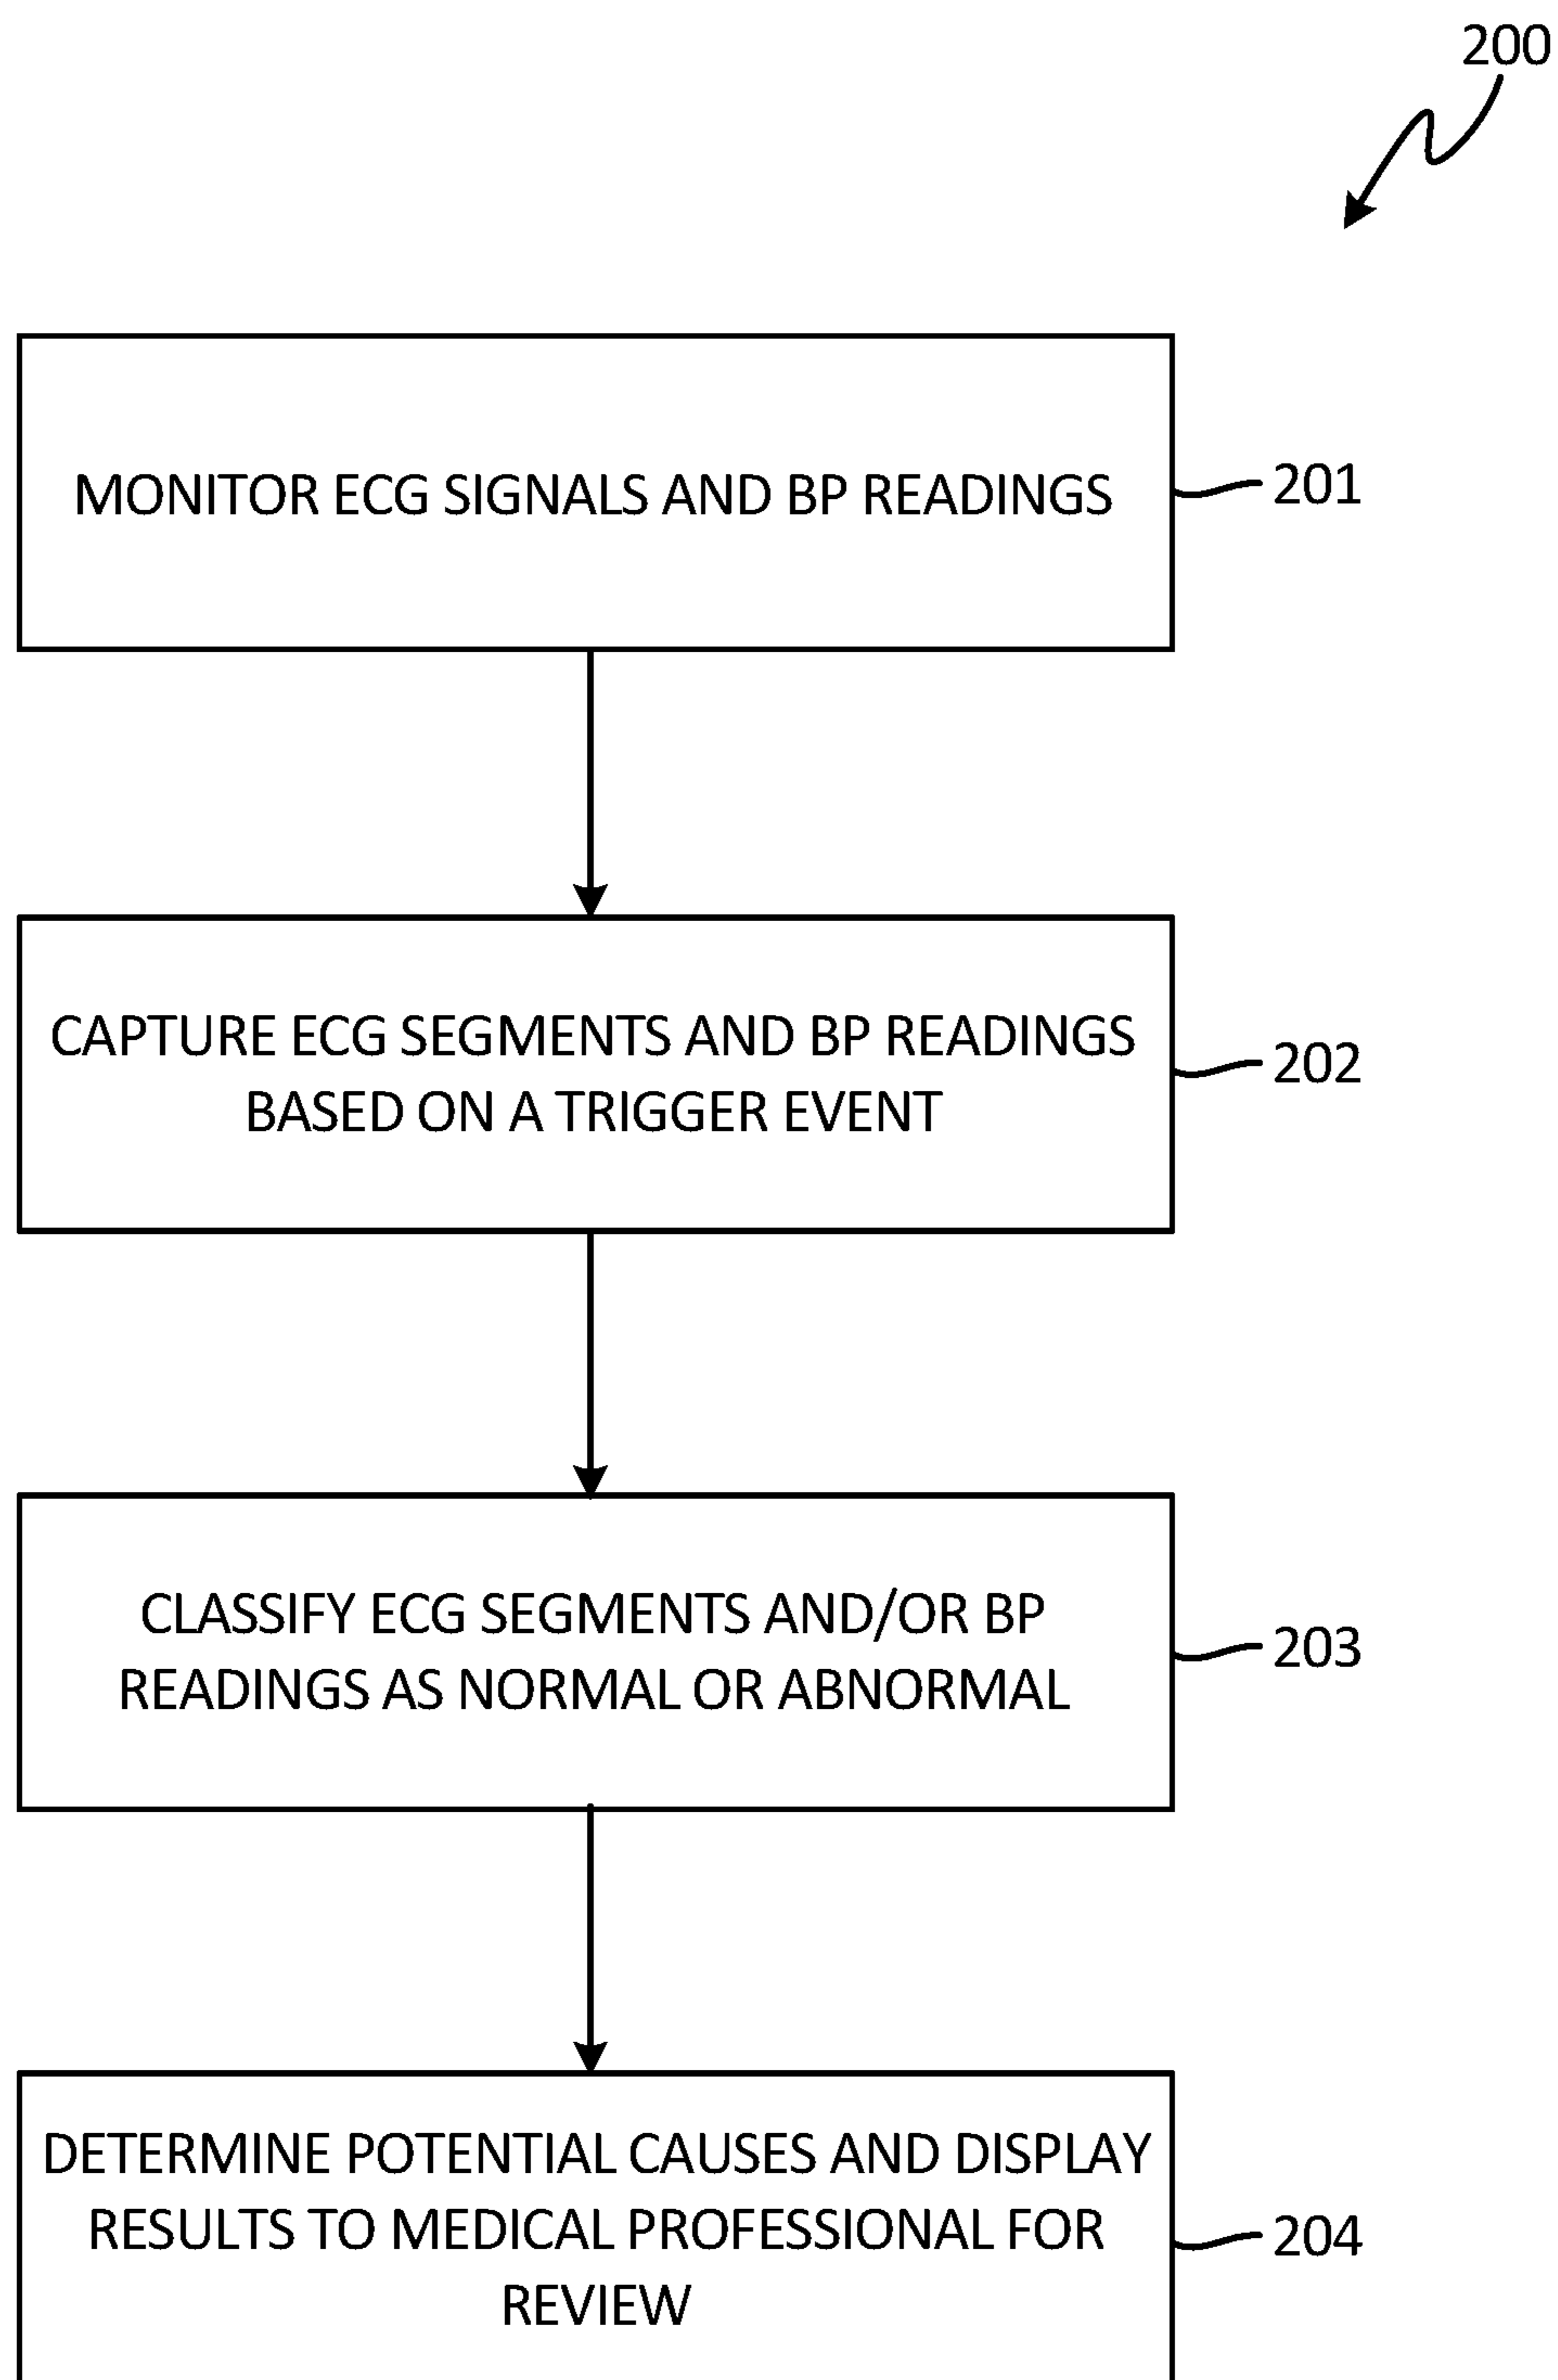 200
MONITOR ECG SIGNALS AND BP READINGS
201
CAPTURE ECG SEGMENTS AND BP READINGS
BASED ON A TRIGGER EVENT
202
CLASSIFY ECG SEGMENTS AND/OR BP
READINGS AS NORMAL OR ABNORMAL
203
DETERMINE POTENTIAL CAUSES AND DISPLAY
RESULTS TO MEDICAL PROFESSIONAL FOR
REVIEW
204